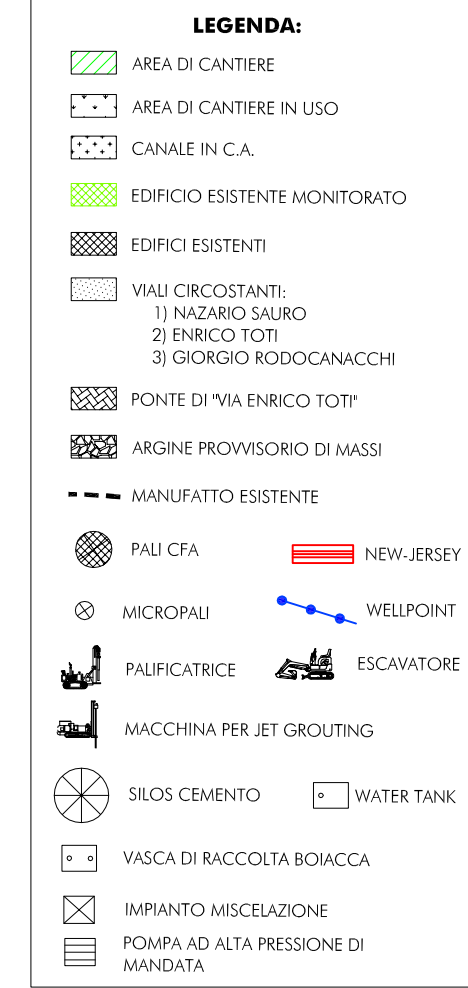 LEGENDA:
AREA DI CANTIERE
AREA DI CANTIERE IN USO
CANALE IN C.A.
EDIFICIO ESISTENTE MONITORATO
EDIFICI ESISTENTI
VIALI CIRCOSTANTI:
1) NAZARIO SAURO
2) ENRICO TOTI
3) GIORGIO RODOCANACCHI
PONTE DI "VIA ENRICO TOTI"
ARGINE PROVVISORIO DI MASSI
MANUFATTO ESISTENTE
PALI CFA
NEW-JERSEY
MICROPALI
WELLPOINT
PALIFICATRICE
ESCAVATORE
MACCHINA PER JET GROUTING
SILOS CEMENTO
WATER TANK
VASCA DI RACCOLTA BOIACCA
IMPIANTO MISCELAZIONE
POMPA AD ALTA PRESSIONE DI
MANDATA